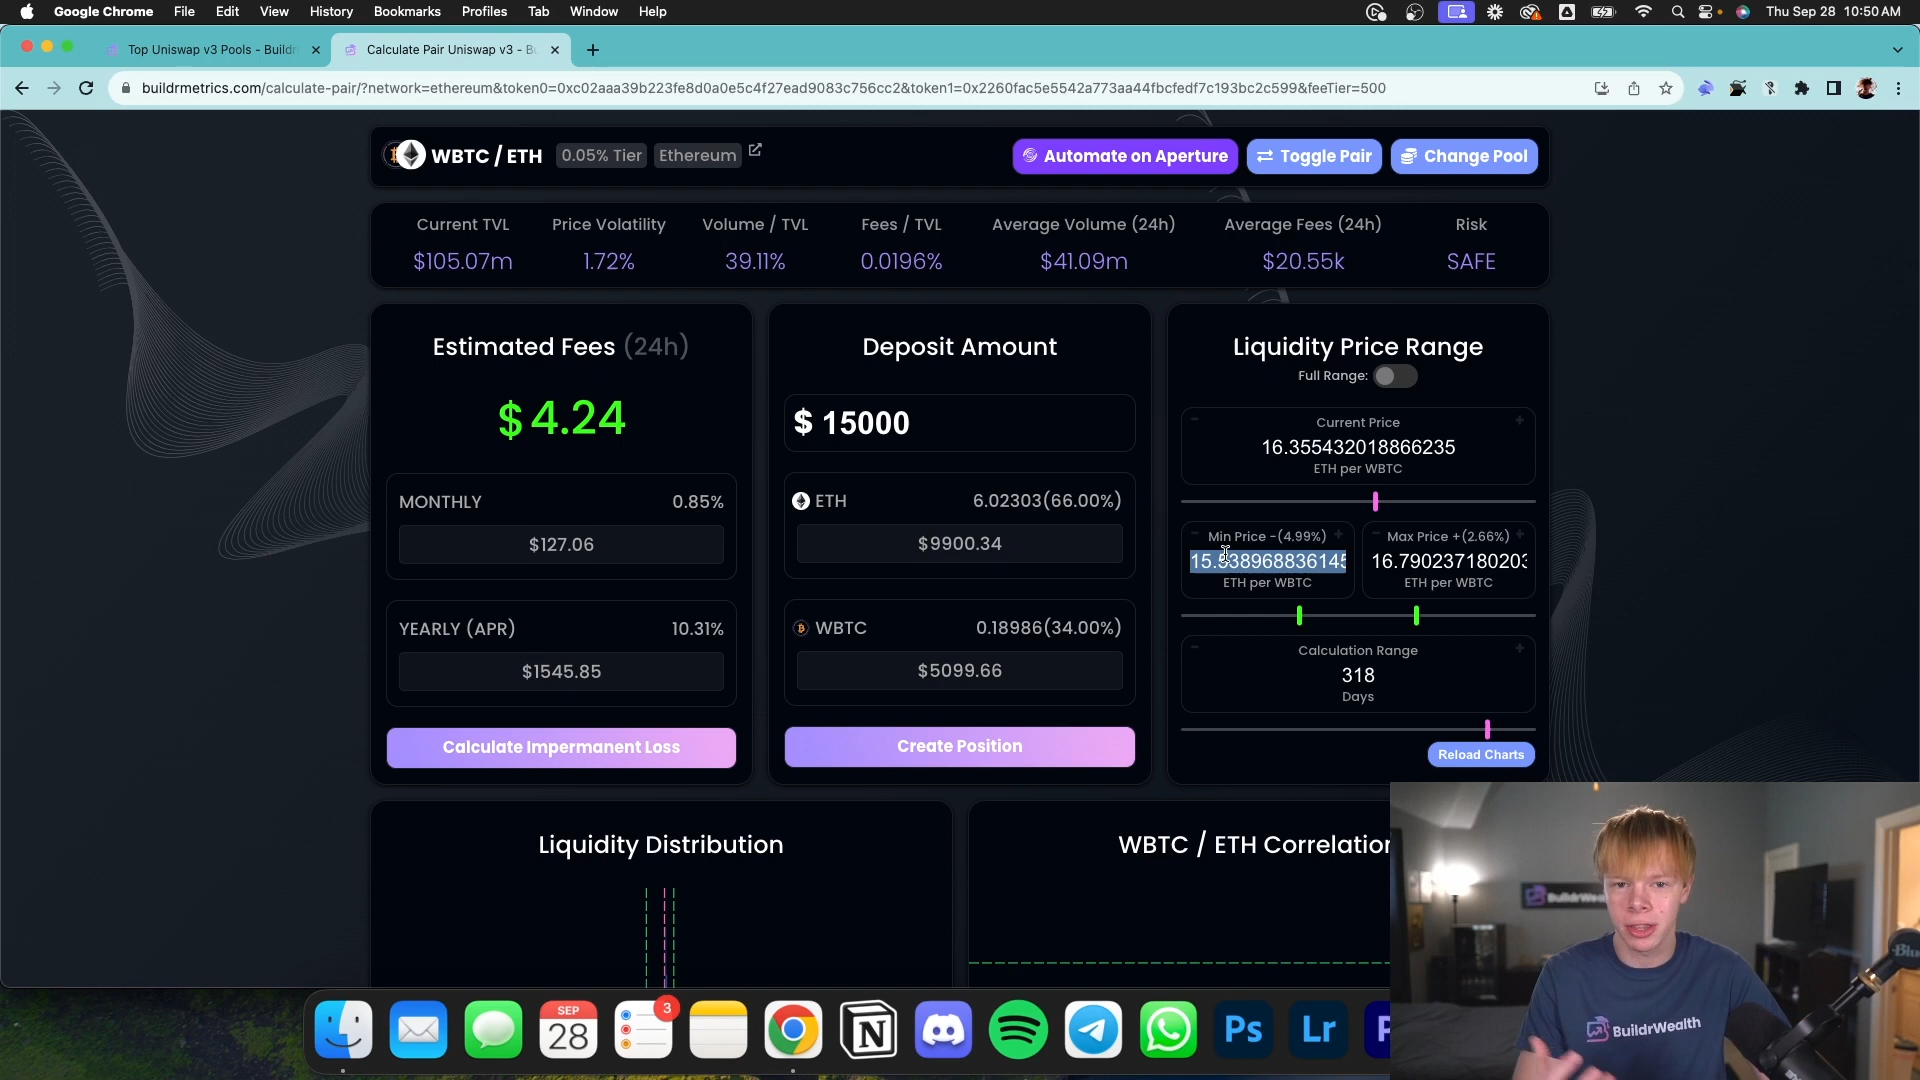 Google Chrome File Edit View History Bookmarks Profiles Tab Window Help Thu Sep 28 10:50 AM
Top Uniswap v3 Pools - Buildr
Calculate Pair Uniswap v3 - B
buildrmetrics.com/calculate-pair/?network=ethereum&token0=0xc02aaa39b223fe8d0a0e5c4f27ead9083c756cc2&token1=0x2260fac5e5542a773aa44fbcfedf7c193bc2c599&feeTier=500
WBTC / ETH 0.05% Tier Ethereum Automate on Aperture Toggle Pair Change Pool
Current TVL Price Volatility Volume / TVL Fees / TVL Average Volume (24h) Average Fees (24h) Risk
$105.07m 1.72% 39.11% 0.0196% $41.09m $20.55k SAFE
Estimated Fees (24h)
$4.24
MONTHLY 0.85%
$127.06
YEARLY (APR) 10.31%
$1545.85
Calculate Impermanent Loss
Deposit Amount
$ 15000
ETH 6.02303(66.00%)
$9900.34
WBTC 0.18986(34.00%)
$5099.66
Create Position
Liquidity Price Range
Full Range:
Current Price
16.355432018866235
ETH per WBTC
Min Price -(4.99%) Max Price +(2.66%)
15.538968836145 16.790237180203
ETH per WBTC ETH per WBTC
Calculation Range
318
Days
Reload Charts
Liquidity Distribution
WBTC / ETH Correlation
SEP
28
3
N
Ps
Lr
BuildrWealth